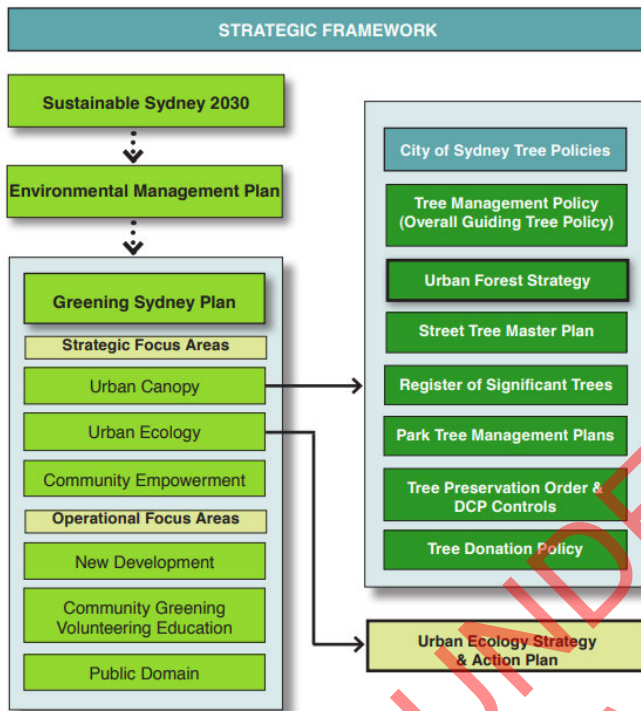 STRATEGIC FRAMEWORK
Sustainable Sydney 2030
Environmental Management Plan
Greening Sydney Plan
Strategic Focus Areas
Urban Canopy
Urban Ecology
Community Empowerment
Operational Focus Areas
New Development
Community Greening
Volunteering Education
Public Domain
City of Sydney Tree Policies
Tree Management Policy
(Overall Guiding Tree Policy)
Urban Forest Strategy
Street Tree Master Plan
Register of Significant Trees
Park Tree Management Plans
Tree Preservation Order &
DCP Controls
Tree Donation Policy
Urban Ecology Strategy
& Action Plan